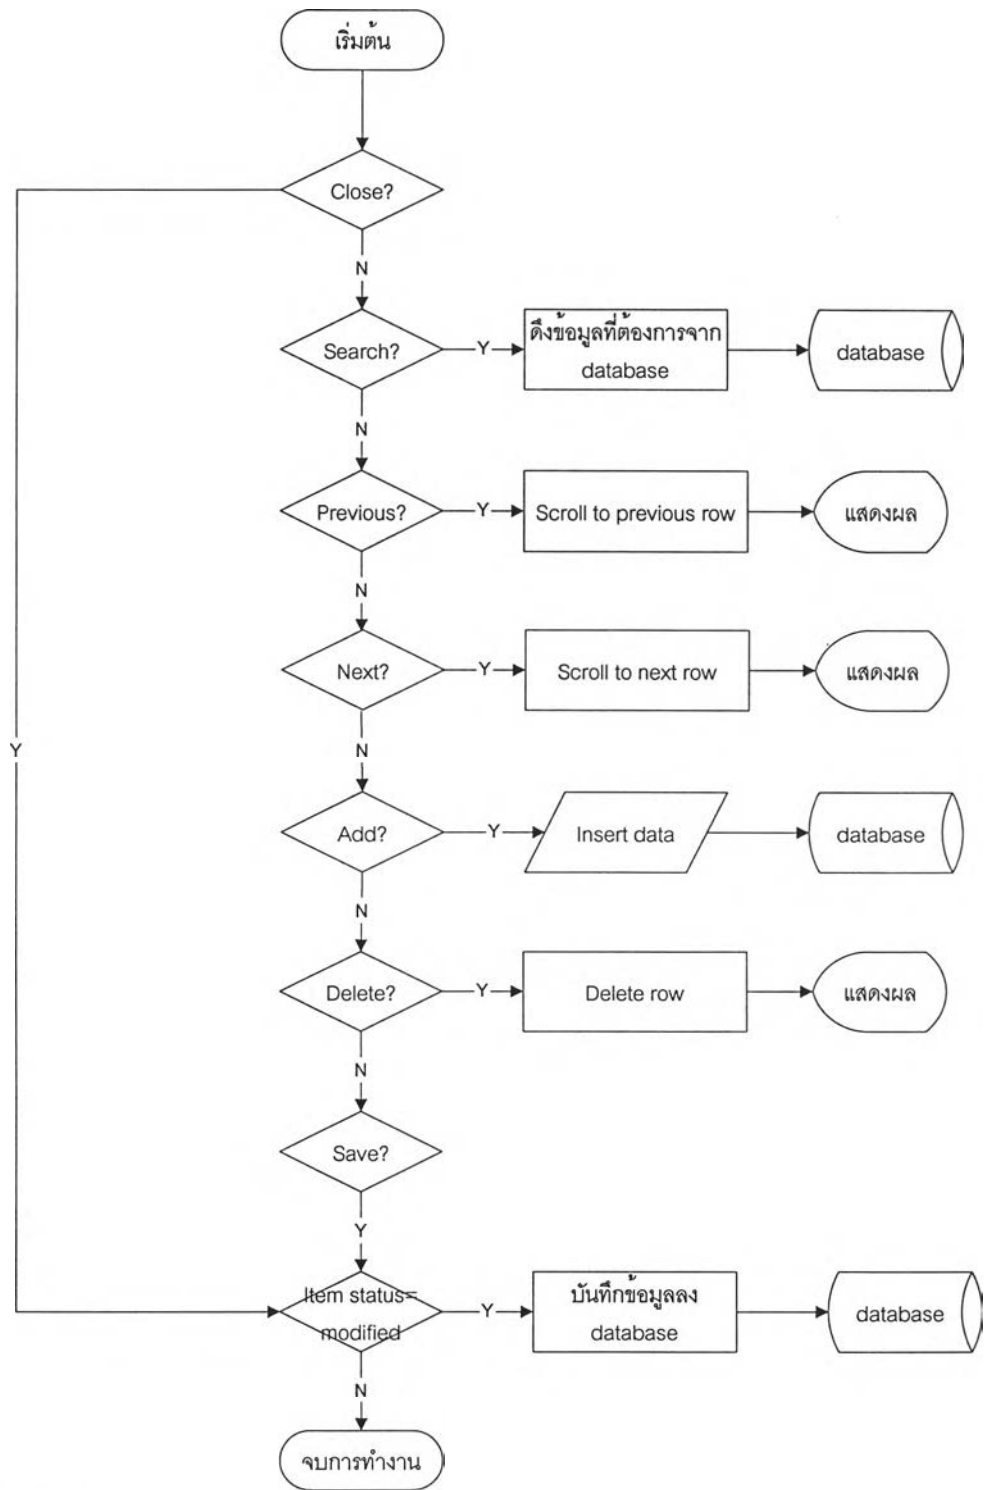 เริ่มต้น
Close?
N
Search?
Y
ดึงข้อมูลที่ต้องการจาก
database
database
N
Previous?
Y
Scroll to previous row
แสดงผล
N
Next?
Y
Scroll to next row
แสดงผล
Y
N
Add?
Y
Insert data
database
N
Delete?
Y
Delete row
แสดงผล
N
Save?
Y
Item status=
modified
Y
บันทึกข้อมูลลง
database
database
N
จบการทำงาน